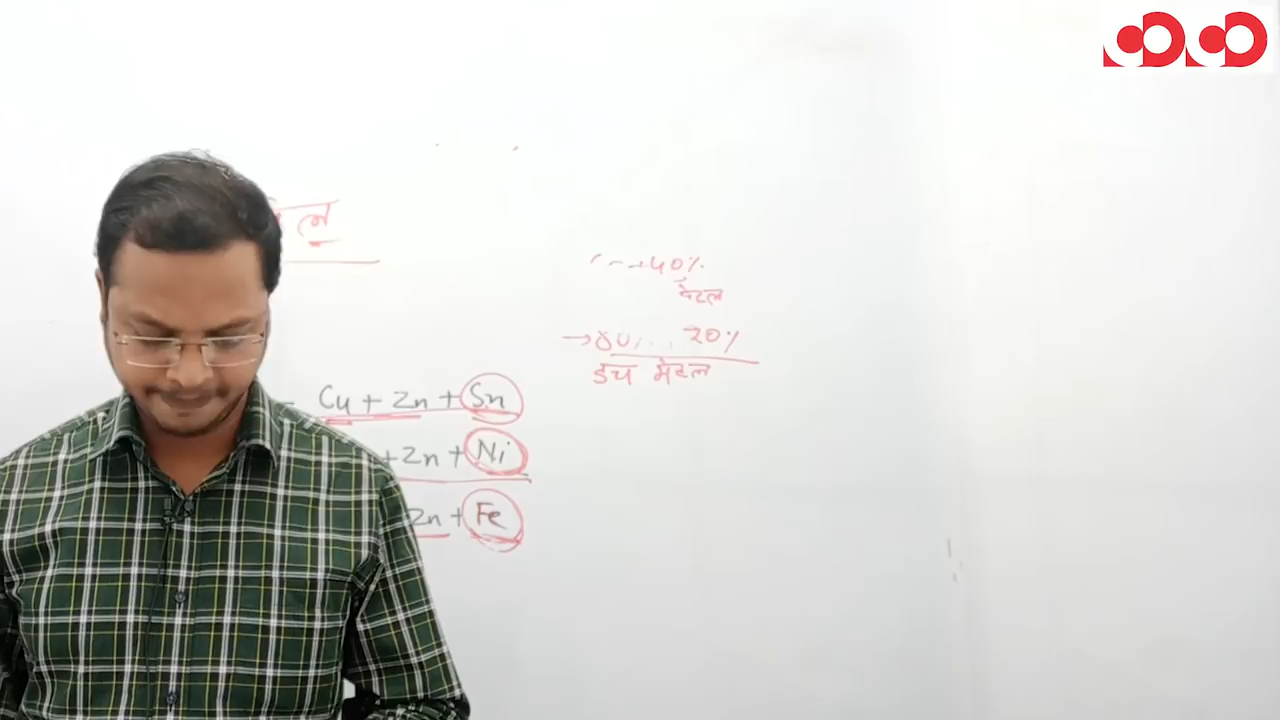 40%
मेटल
→ 80% 20%
डच मेटल
Cu + Zn + Sn
+ Zn + Ni
Zn + Fe